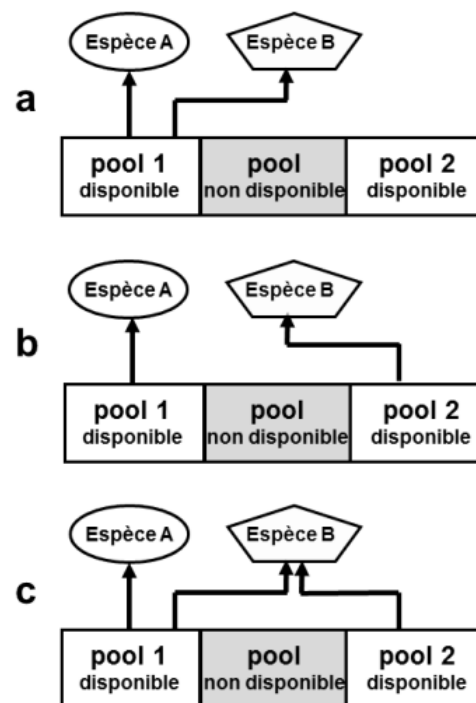 Espèce A
Espèce B
a
pool 1
disponible
pool
non disponible
pool 2
disponible
Espèce A
Espèce B
b
pool 1
disponible
pool
non disponible
pool 2
disponible
Espèce A
Espèce B
c
pool 1
disponible
pool
non disponible
pool 2
disponible